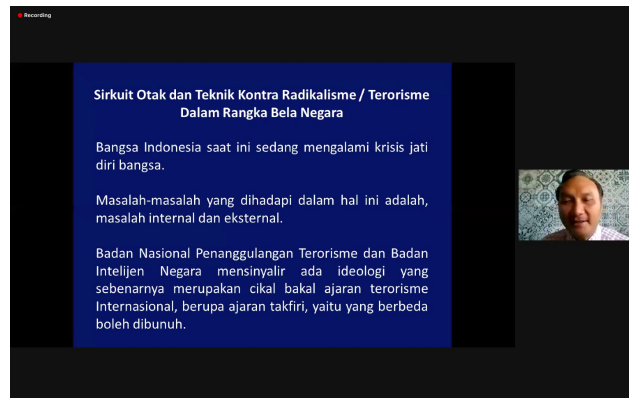 Recording
Sirkuit Otak dan Teknik Kontra Radikalisme / Terorisme
Dalam Rangka Bela Negara
Bangsa Indonesia saat ini sedang mengalami krisis jati
diri bangsa.
Masalah-masalah yang dihadapi dalam hal ini adalah,
masalah internal dan eksternal.
Badan Nasional Penanggulangan Terorisme dan Badan
Intelijen Negara mensinyalir ada ideologi yang
sebenarnya merupakan cikal bakal ajaran terorisme
Internasional, berupa ajaran takfiri, yaitu yang berbeda
boleh dibunuh.